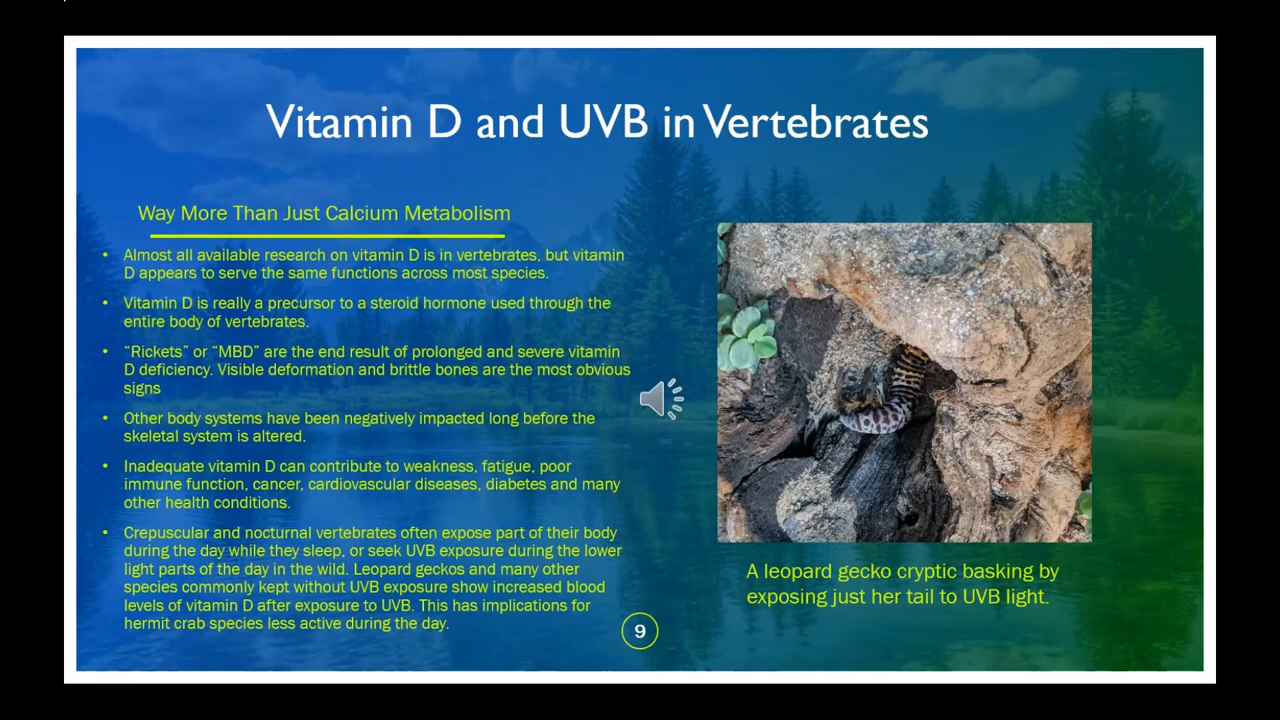 Vitamin D and UVB in Vertebrates
Way More Than Just Calcium Metabolism
• Almost all available research on vitamin D is in vertebrates, but vitamin
D appears to serve the same functions across most species.
• Vitamin D is really a precursor to a steroid hormone used through the
entire body of vertebrates.
• “Rickets” or “MBD” are the end result of prolonged and severe vitamin
D deficiency. Visible deformation and brittle bones are the most obvious
signs
• Other body systems have been negatively impacted long before the
skeletal system is altered.
• Inadequate vitamin D can contribute to weakness, fatigue, poor
immune function, cancer, cardiovascular diseases, diabetes and many
other health conditions.
• Crepuscular and nocturnal vertebrates often expose part of their body
during the day while they sleep, or seek UVB exposure during the lower
light parts of the day in the wild. Leopard geckos and many other
species commonly kept without UVB exposure show increased blood
levels of vitamin D after exposure to UVB. This has implications for
hermit crab species less active during the day.
A leopard gecko cryptic basking by
exposing just her tail to UVB light.
9